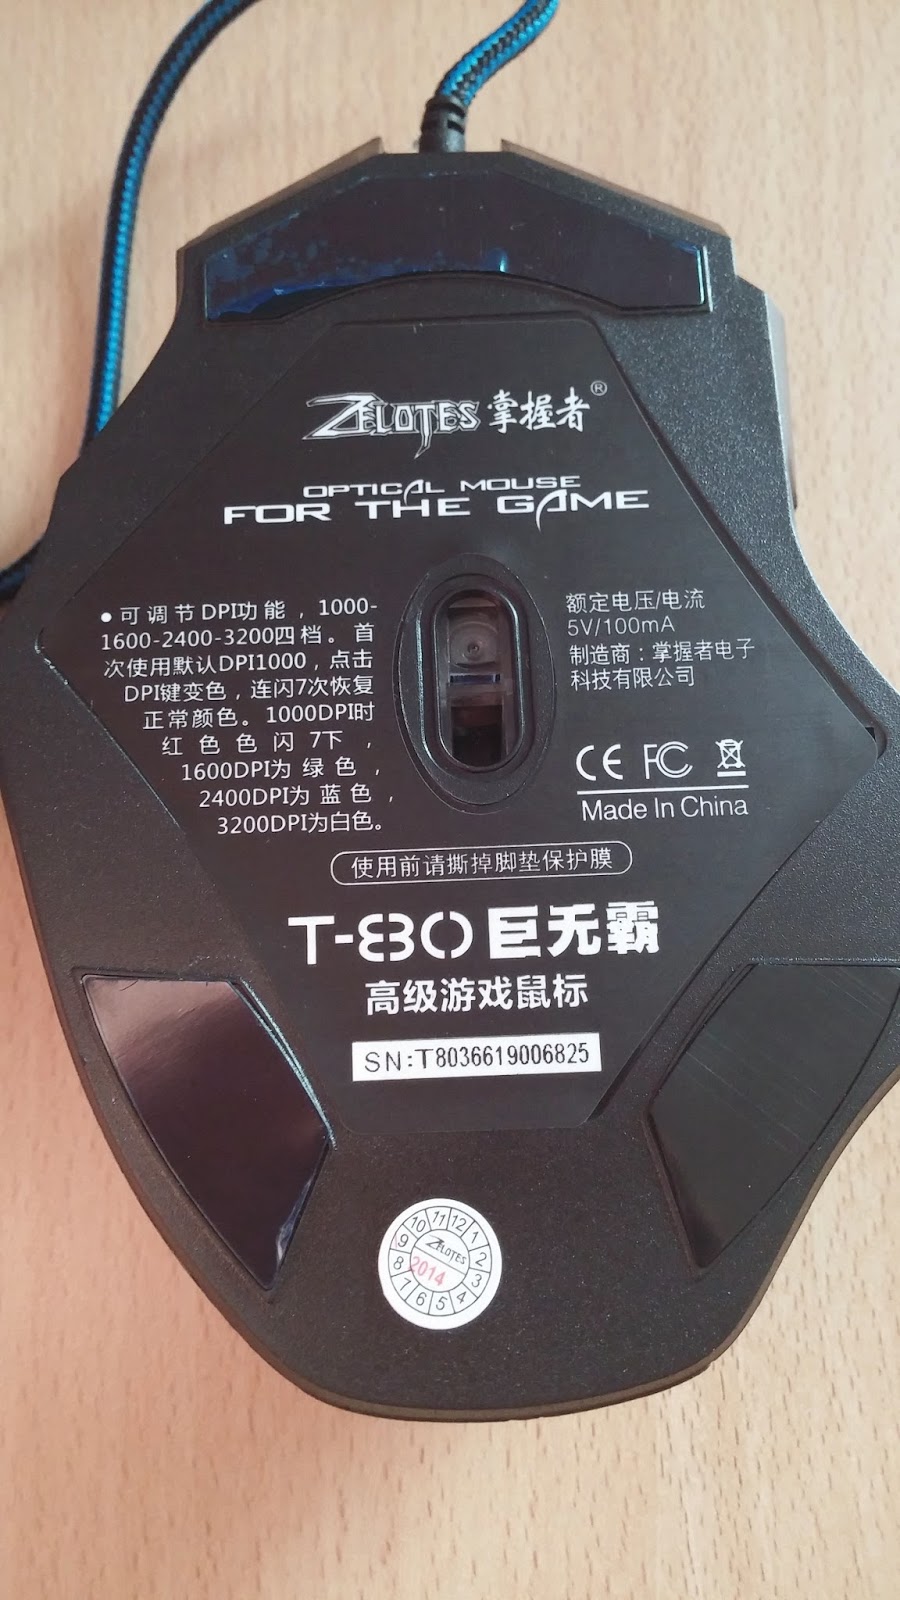 ZELOTES 掌握者®
OPTICAL MOUSE
FOR THE GAME
●可调节DPI功能，1000-
1600-2400-3200四档。首
次使用默认DPI1000，点击
DPI键变色，连闪7次恢复
正常颜色。1000DPI时
红色色闪7下，
1600DPI为绿色，
2400DPI为蓝色，
3200DPI为白色。
额定电压/电流
5V/100mA
制造商：掌握者电子
科技有限公司
CE FC
Made In China
使用前请撕掉脚垫保护膜
T-80 巨无霸
高级游戏鼠标
SN:T8036619006825
10 11 12 1 2 3 4 5 6 7 8 9
ZELOTES
2014